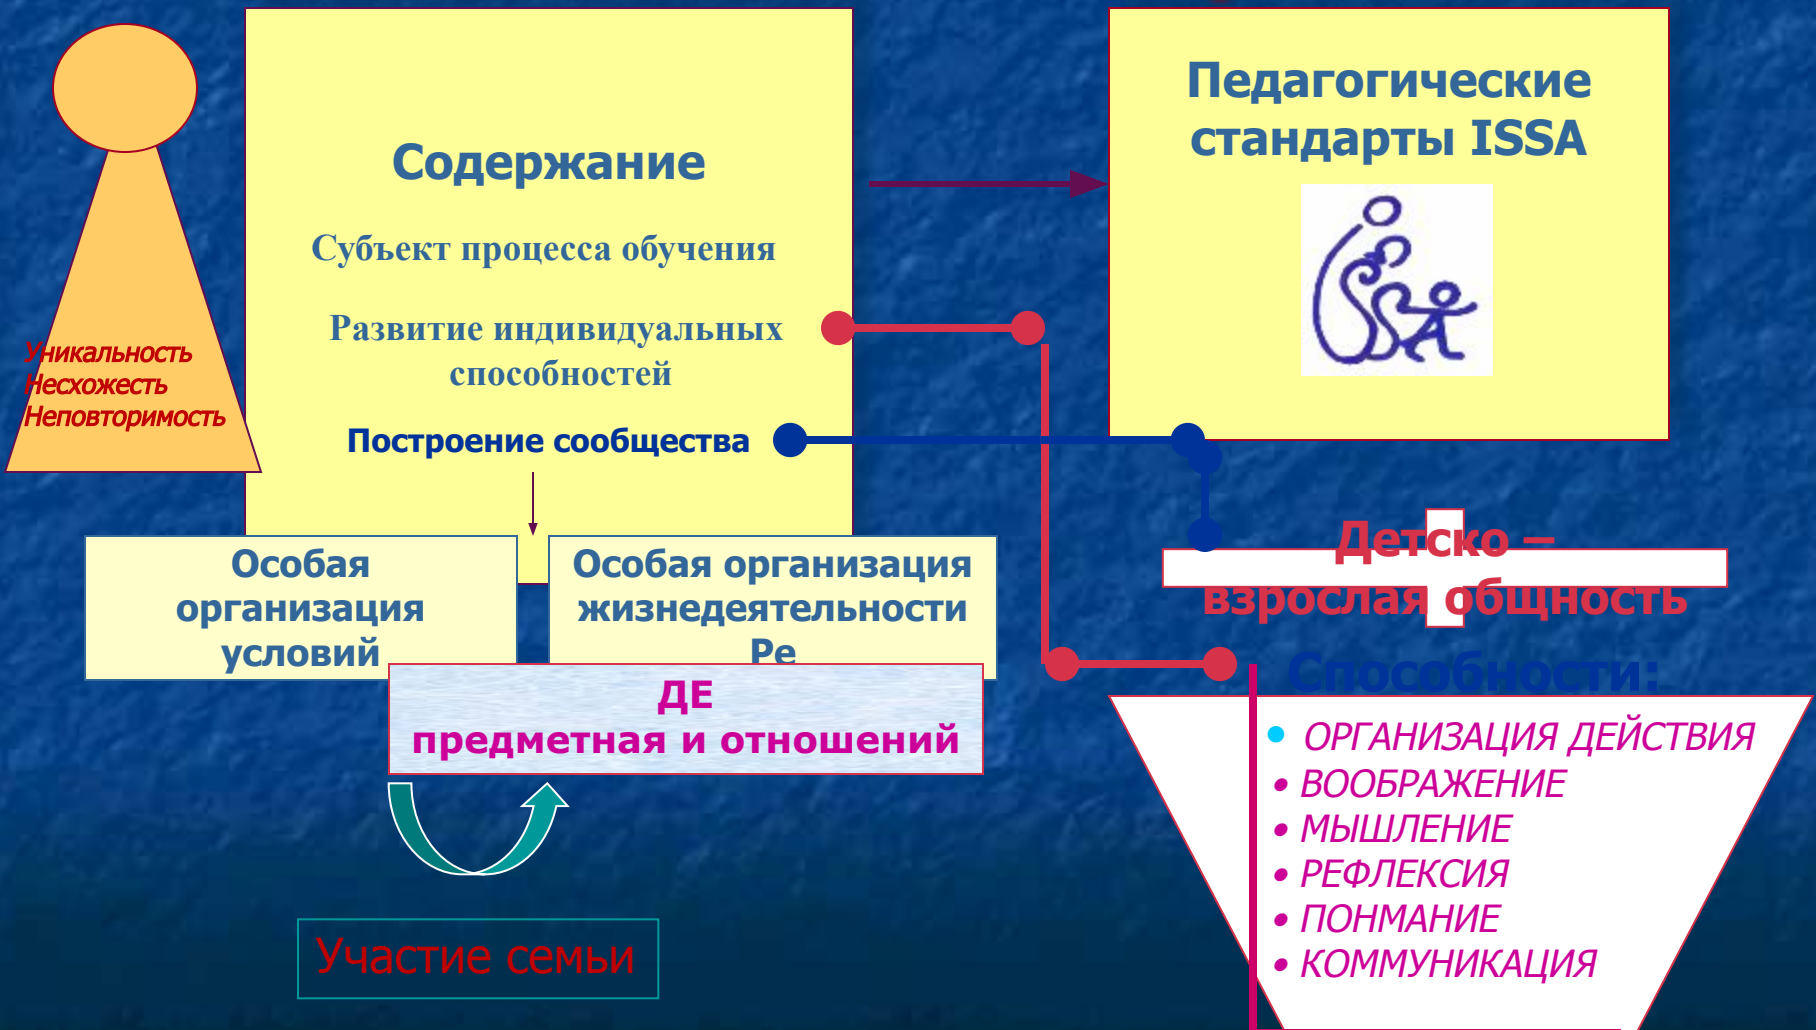 Уникальность
Несхожесть
Неповторимость
Содержание
Субъект процесса обучения
Развитие индивидуальных
способностей
Построение сообщества
Особая
организация
условий
Особая организация
жизнедеятельности
Ре
ДЕ
предметная и отношений
Участие семьи
Педагогические
стандарты ISSA
ISSA
Детско –
взрослая общность
Способности:
• ОРГАНИЗАЦИЯ ДЕЙСТВИЯ
• ВООБРАЖЕНИЕ
• МЫШЛЕНИЕ
• РЕФЛЕКСИЯ
• ПОНМАНИЕ
• КОММУНИКАЦИЯ